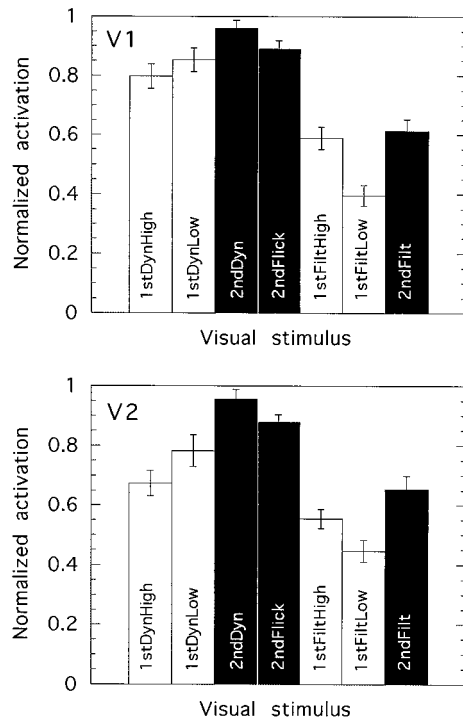 V1
Normalized activation
1
0.8
0.6
0.4
0.2
0
1stDynHigh
1stDynLow
2ndDyn
2ndFlick
1stFiltHigh
1stFiltLow
2ndFilt
Visual stimulus
V2
Normalized activation
1
0.8
0.6
0.4
0.2
0
1stDynHigh
1stDynLow
2ndDyn
2ndFlick
1stFiltHigh
1stFiltLow
2ndFilt
Visual stimulus